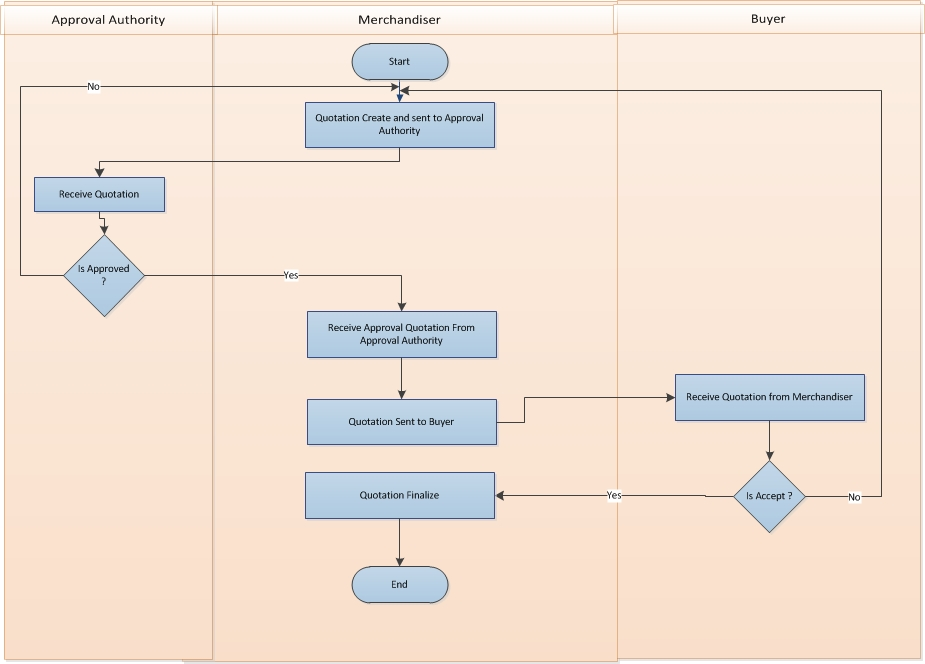 Approval Authority
Merchandiser
Buyer
Start
No
Quotation Create and sent to Approval
Authority
Receive Quotation
Is Approved
?
Yes
Receive Approval Quotation From
Approval Authority
Receive Quotation from Merchandiser
Quotation Sent to Buyer
Quotation Finalize
Yes
Is Accept ?
No
End